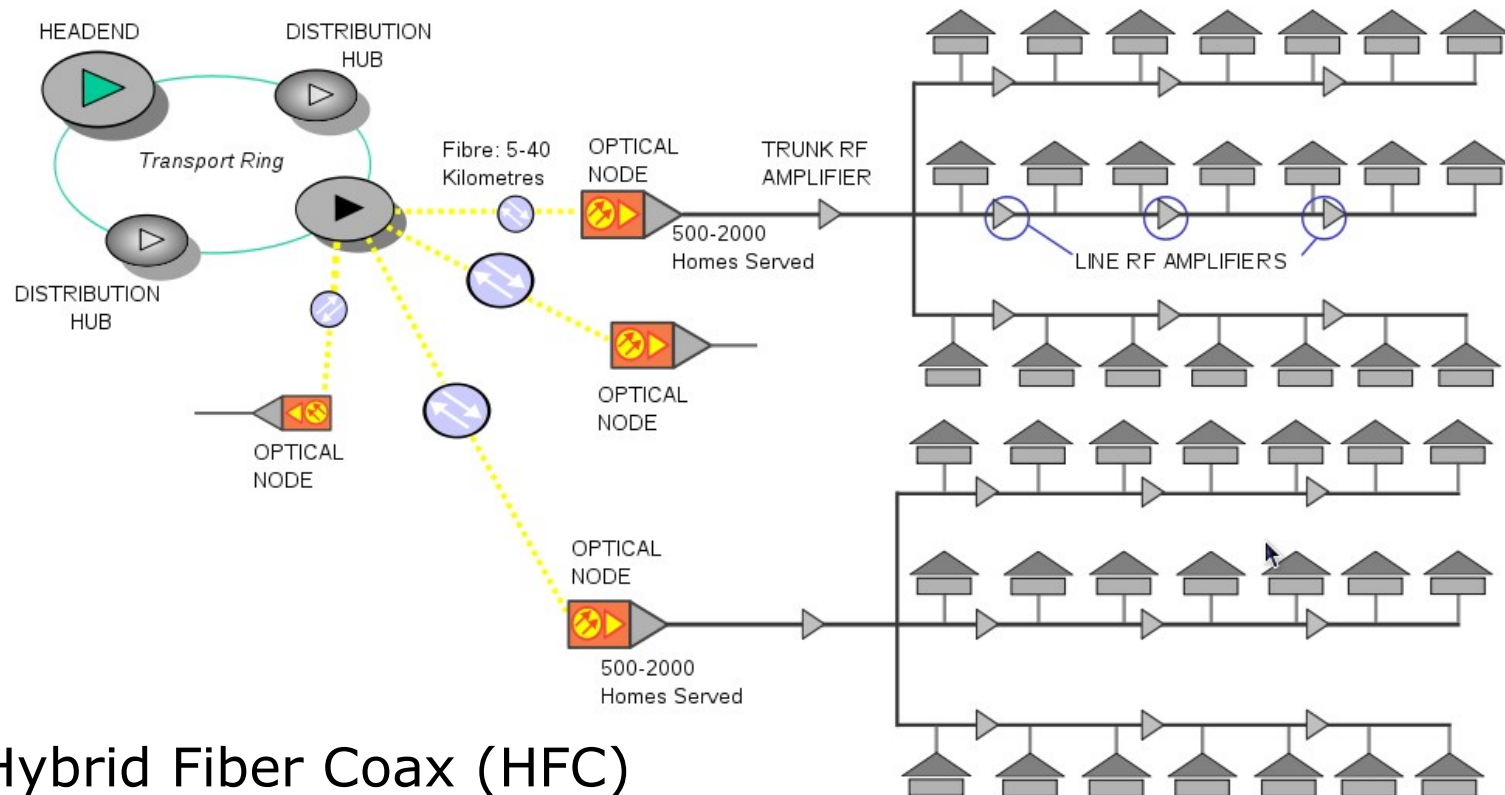 HEADEND
DISTRIBUTION
HUB
Transport Ring
Fibre: 5-40
Kilometres
OPTICAL
NODE
TRUNK RF
AMPLIFIER
500-2000
Homes Served
LINE RF AMPLIFIERS
DISTRIBUTION
HUB
OPTICAL
NODE
OPTICAL
NODE
OPTICAL
NODE
500-2000
Homes Served
Hybrid Fiber Coax (HFC)